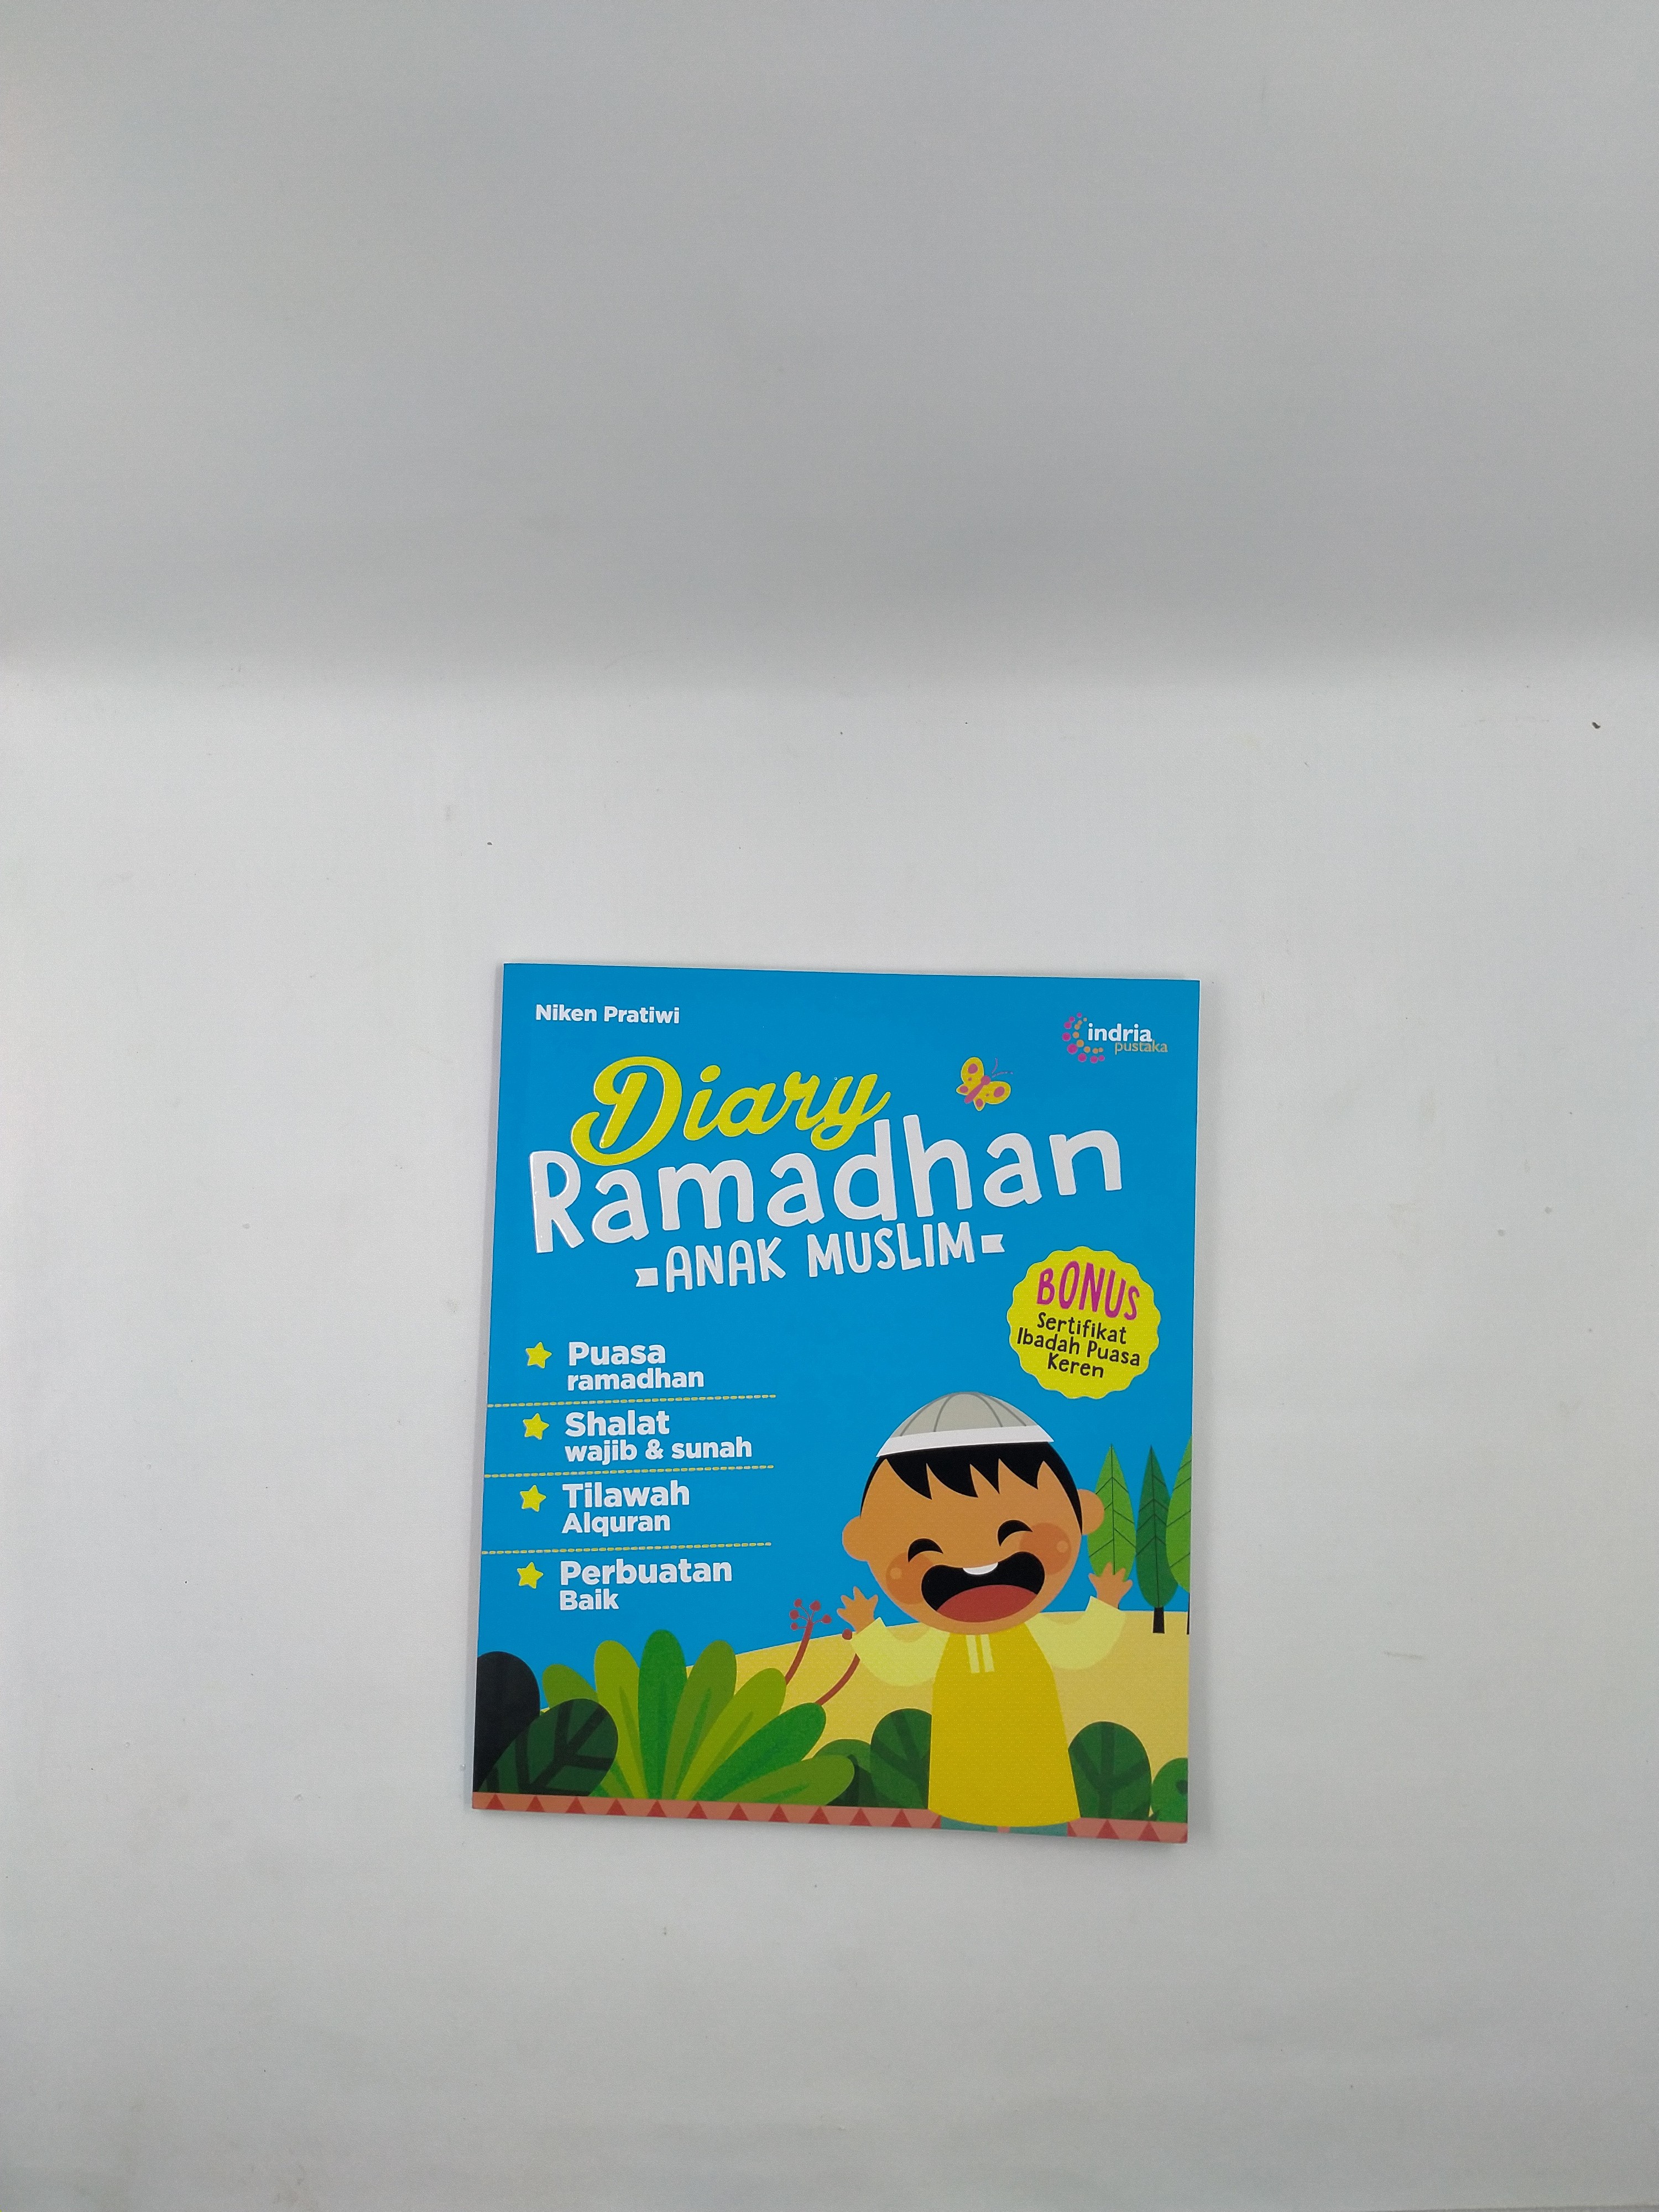 Niken Pratiwi
indria
pustaka
Diary
Ramadhan
ANAK MUSLIM
BONUS
Sertifikat
Ibadah Puasa
Keren
Puasa
ramadhan
Shalat
wajib & sunah
Tilawah
Alquran
Perbuatan
Baik